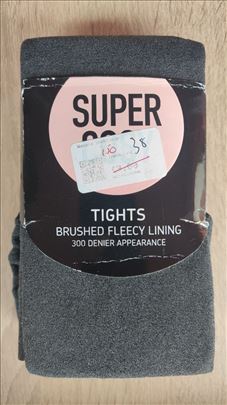 SUPER
38
TIGHTS
BRUSHED FLEECY LINING
300 DENIER APPEARANCE